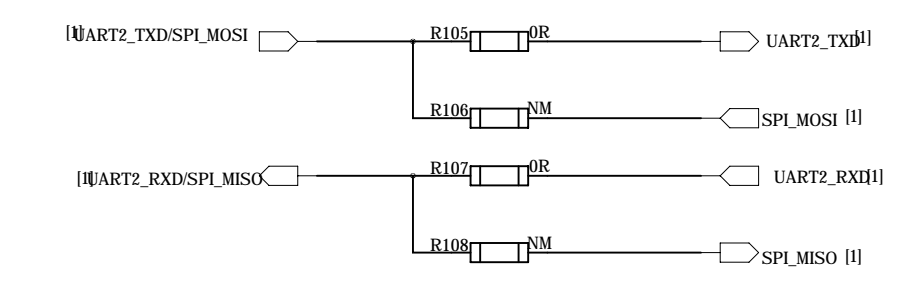 [1]UART2_TXD/SPI_MOSI R105 0R UART2_TXD[1]
R106 NM SPI_MOSI [1]
[1]UART2_RXD/SPI_MISO R107 0R UART2_RXD[1]
R108 NM SPI_MISO [1]